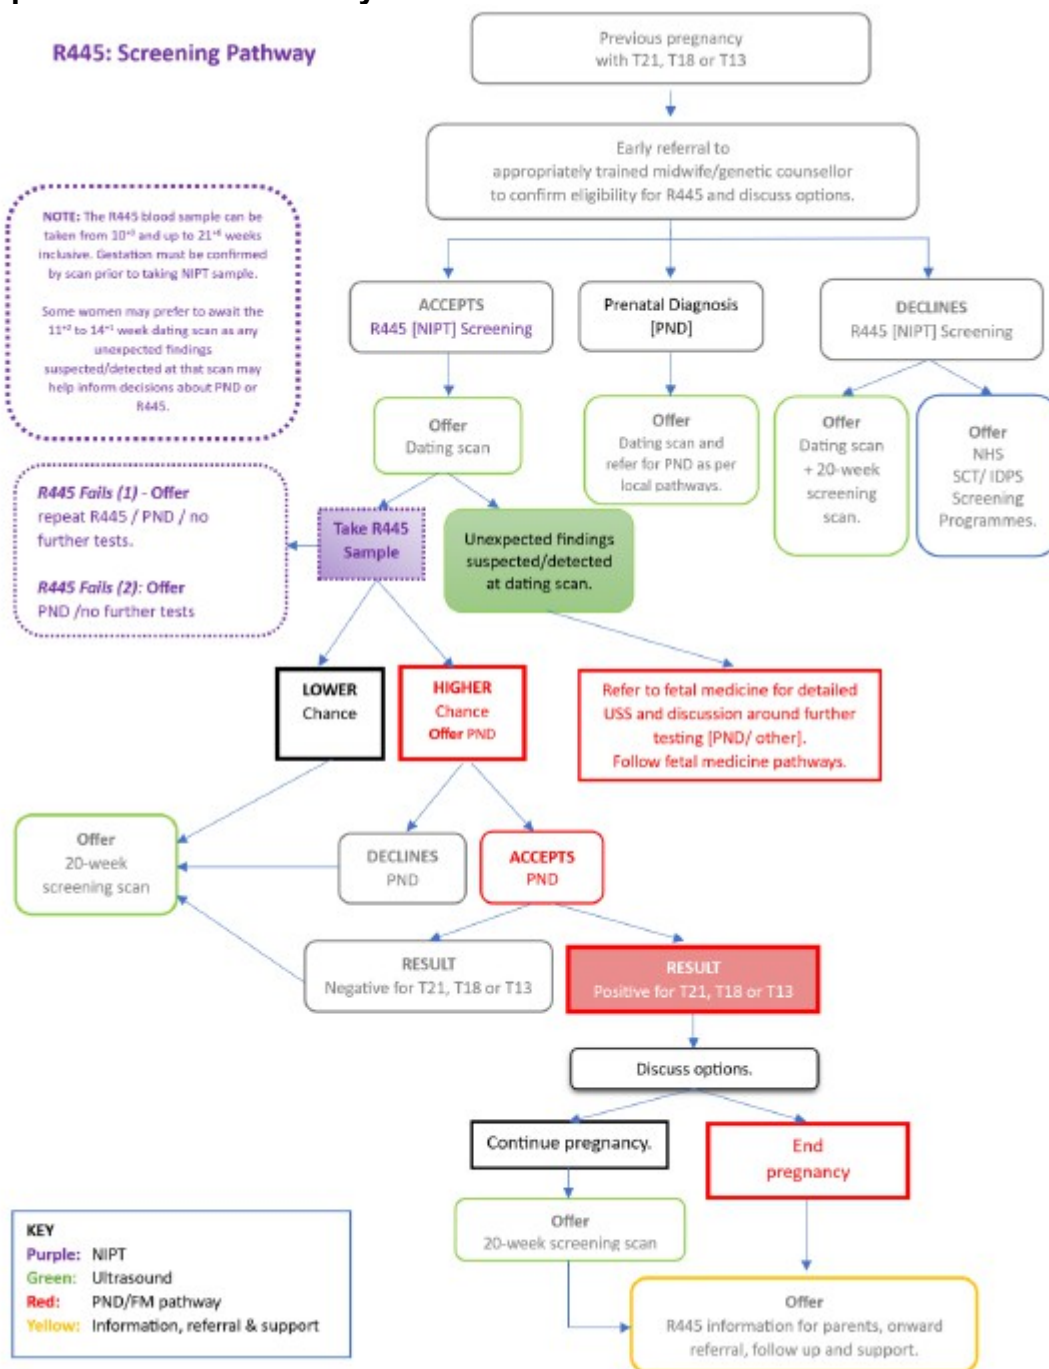 R445: Screening Pathway
Previous pregnancy
with T21, T18 or T13
Early referral to
appropriately trained midwife/genetic counsellor
to confirm eligibility for R445 and discuss options.
NOTE: The R445 blood sample can be
taken from 10⁺³ and up to 21⁺⁶ weeks
inclusive. Gestation must be confirmed
by scan prior to taking NIPT sample.
Some women may prefer to await the
11⁺² to 14⁺¹ week dating scan as any
unexpected findings
suspected/detected at that scan may
help inform decisions about PND or
R445.
ACCEPTS
R445 [NIPT] Screening
Prenatal Diagnosis
[PND]
DECLINES
R445 [NIPT] Screening
Offer
Dating scan
Offer
Dating scan and
refer for PND as per
local pathways.
Offer
Dating scan
+ 20-week
screening
scan.
Offer
NHS
SCT/ IDPS
Screening
Programmes.
R445 Fails (1) - Offer
repeat R445 / PND / no
further tests.
R445 Fails (2): Offer
PND /no further tests
Take R445
Sample
Unexpected findings
suspected/detected
at dating scan.
LOWER
Chance
HIGHER
Chance
Offer PND
Refer to fetal medicine for detailed
USS and discussion around further
testing [PND/ other].
Follow fetal medicine pathways.
Offer
20-week
screening scan
DECLINES
PND
ACCEPTS
PND
RESULT
Negative for T21, T18 or T13
RESULT
Positive for T21, T18 or T13
Discuss options.
Continue pregnancy.
End
pregnancy
Offer
20-week screening scan
Offer
R445 information for parents, onward
referral, follow up and support.
KEY
Purple: NIPT
Green: Ultrasound
Red: PND/FM pathway
Yellow: Information, referral & support